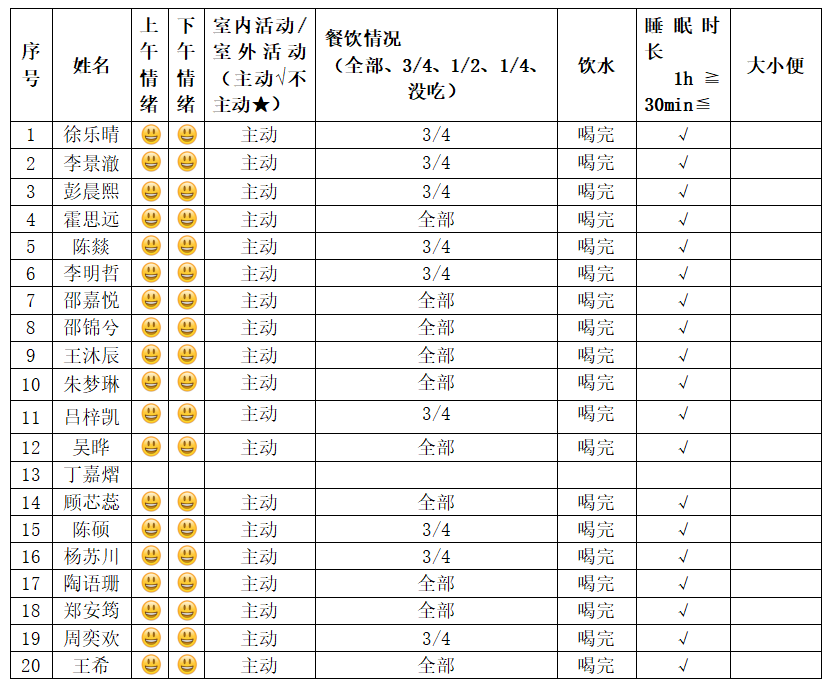 序号 姓名 上午情绪 下午情绪 室内活动/室外活动（主动√不主动★） 餐饮情况（全部、3/4、1/2、1/4、没吃） 饮水 睡眠时长 1h≧ 30min≦ 大小便
1 徐乐晴 😃 😃 主动 3/4 喝完 √
2 李景澈 😃 😃 主动 3/4 喝完 √
3 彭晨熙 😃 😃 主动 3/4 喝完 √
4 霍思远 😃 😃 主动 全部 喝完 √
5 陈燚 😃 😃 主动 3/4 喝完 √
6 李明哲 😃 😃 主动 3/4 喝完 √
7 邵嘉悦 😃 😃 主动 全部 喝完 √
8 邵锦兮 😃 😃 主动 全部 喝完 √
9 王沐辰 😃 😃 主动 全部 喝完 √
10 朱梦琳 😃 😃 主动 全部 喝完 √
11 吕梓凯 😃 😃 主动 3/4 喝完 √
12 吴晔 😃 😃 主动 全部 喝完 √
13 丁嘉熠
14 顾芯蕊 😃 😃 主动 全部 喝完 √
15 陈硕 😃 😃 主动 3/4 喝完 √
16 杨苏川 😃 😃 主动 3/4 喝完 √
17 陶语珊 😃 😃 主动 全部 喝完 √
18 郑安筠 😃 😃 主动 全部 喝完 √
19 周奕欢 😃 😃 主动 3/4 喝完 √
20 王希 😃 😃 主动 全部 喝完 √